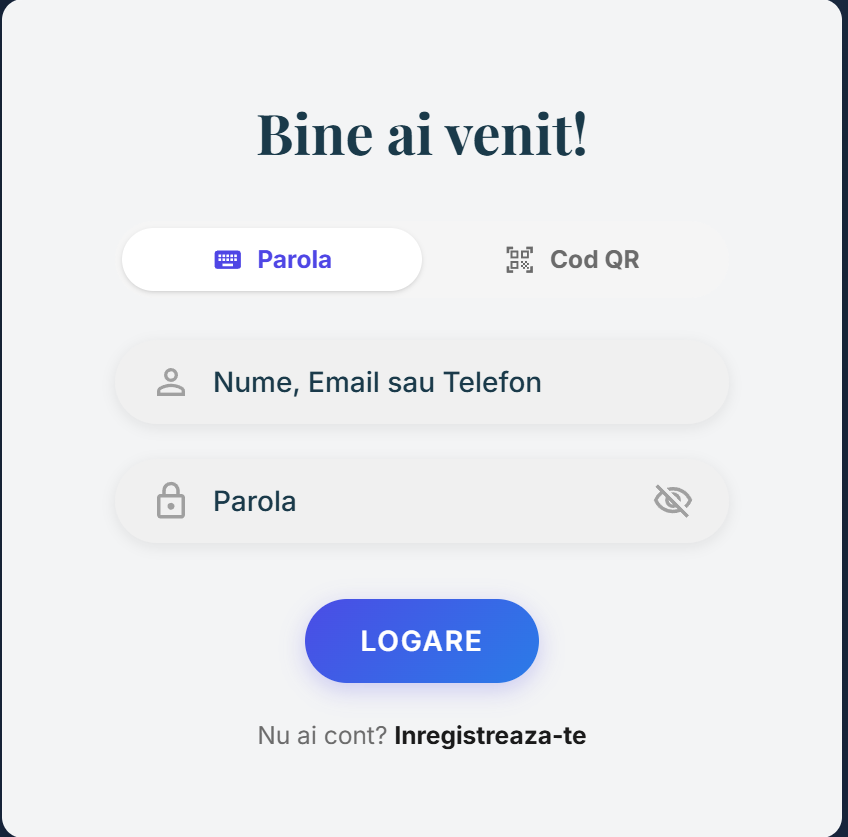 Bine ai venit!
Parola
Cod QR
Nume, Email sau Telefon
Parola
LOGARE
Nu ai cont? Inregistreaza-te